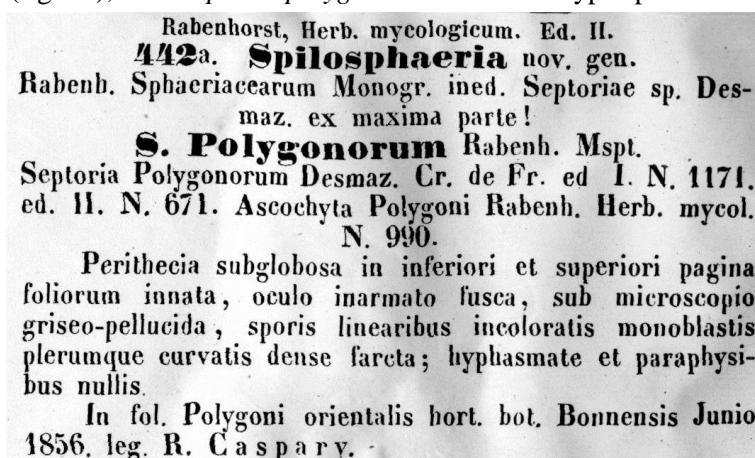 Rabenhorst, Herb. mycologicum. Ed. II.
442a. Spilosphaeria nov. gen.
Rabenh. Sphaeriacearum Monogr. ined. Septoriae sp. Des-
maz. ex maxima parte!
S. Polygonorum Rabenh. Mspt.
Septoria Polygonorum Desmaz. Cr. de Fr. ed I. N. 1171.
ed. II. N. 671. Ascochyta Polygoni Rabenh. Herb. mycol.
N. 990.
Perithecia subglobosa in inferiori et superiori pagina
foliorum innata, oculo inarmato fusca, sub microscopio
griseo-pellucida, sporis linearibus incoloratis monoblastis
plerumque curvatis dense farcta; hyphasmate et paraphysi-
bus nullis.
In fol. Polygoni orientalis hort. bot. Bonnensis Junio
1856. leg. R. Caspary.